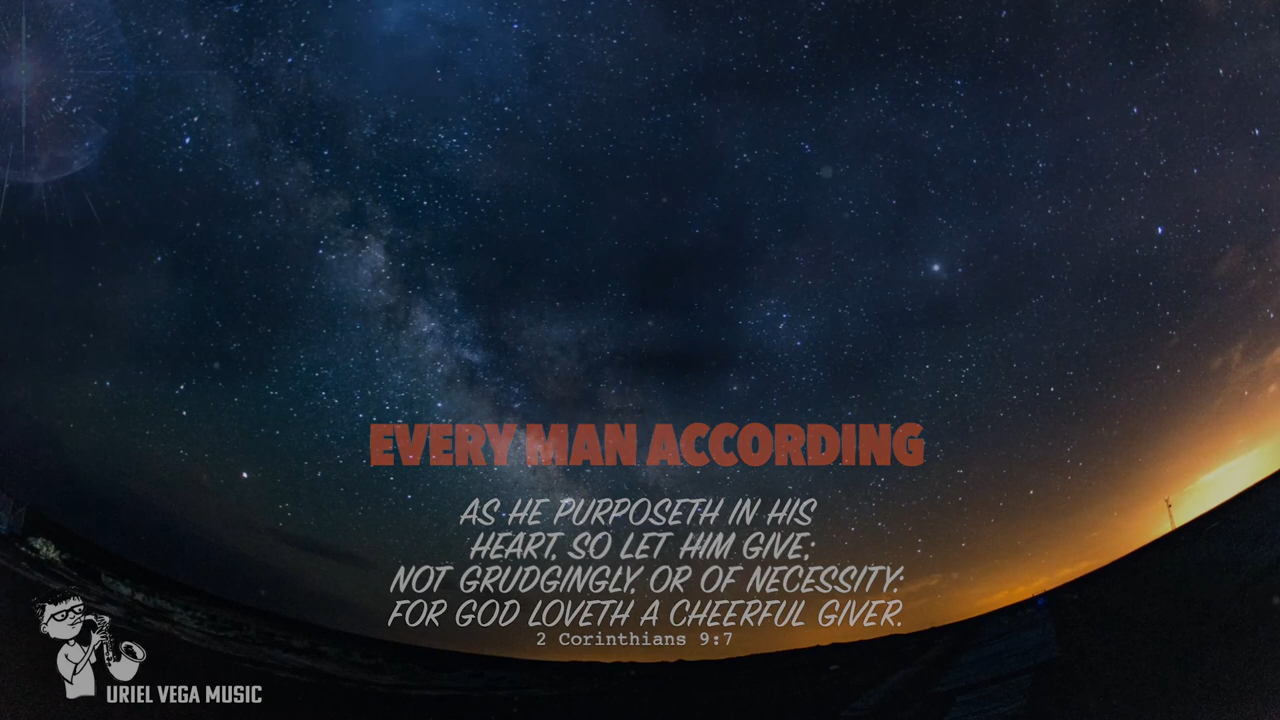 EVERY MAN ACCORDING
AS HE PURPOSETH IN HIS
HEART, SO LET HIM GIVE;
NOT GRUDGINGLY, OR OF NECESSITY:
FOR GOD LOVETH A CHEERFUL GIVER.
2 Corinthians 9:7
URIEL VEGA MUSIC